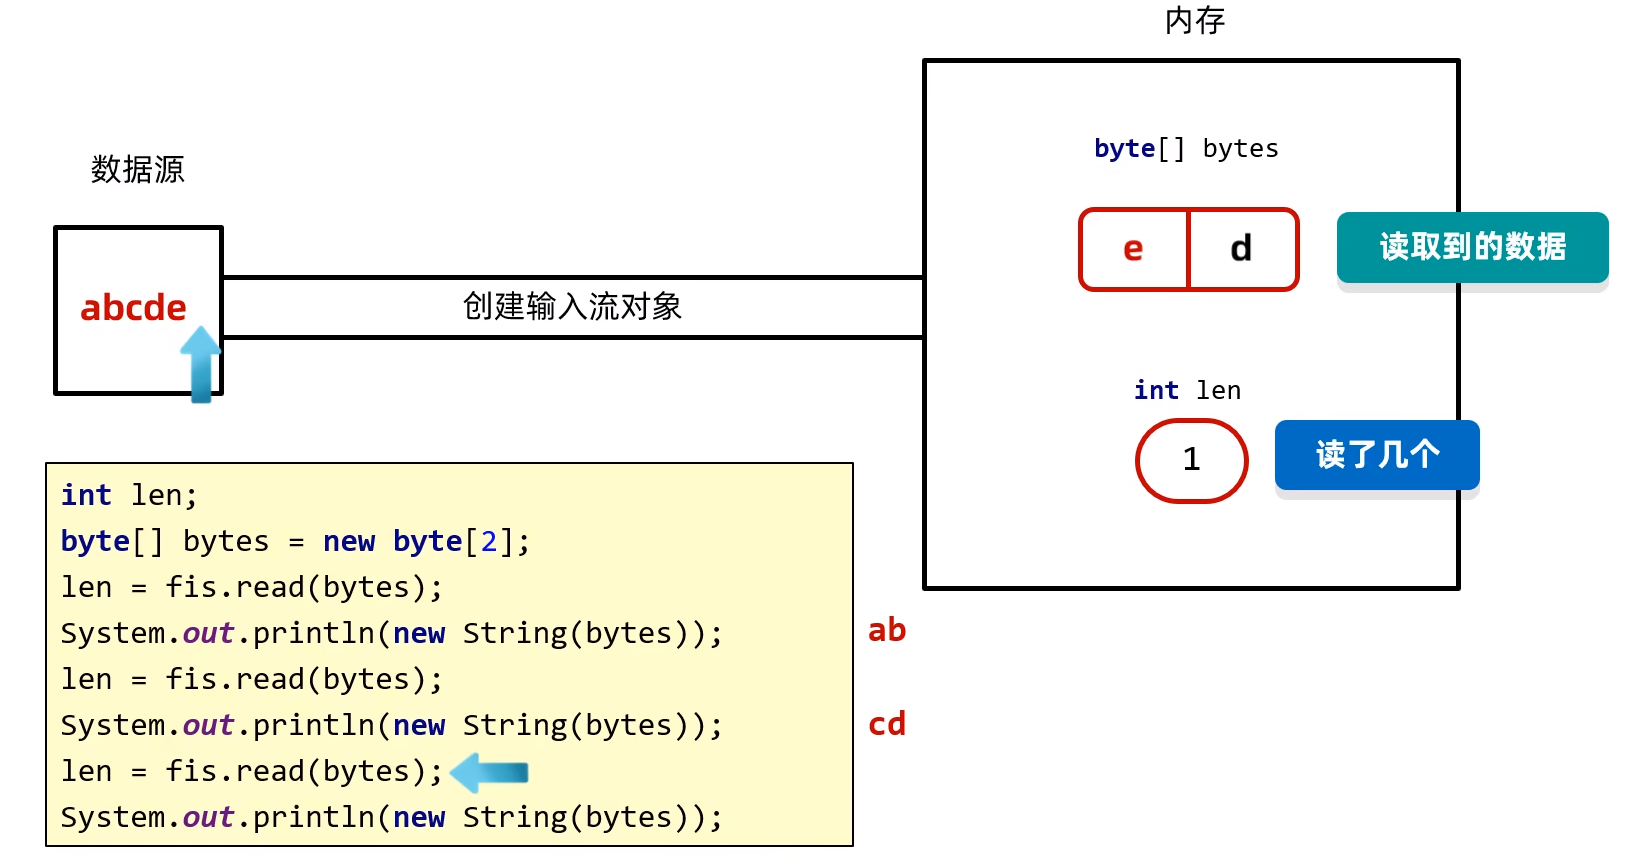 内存
byte[] bytes
数据源
e d
读取到的数据
abcde
创建输入流对象
int len
1
读了几个
int len;
byte[] bytes = new byte[2];
len = fis.read(bytes);
System.out.println(new String(bytes));
ab
len = fis.read(bytes);
System.out.println(new String(bytes));
cd
len = fis.read(bytes);
System.out.println(new String(bytes));